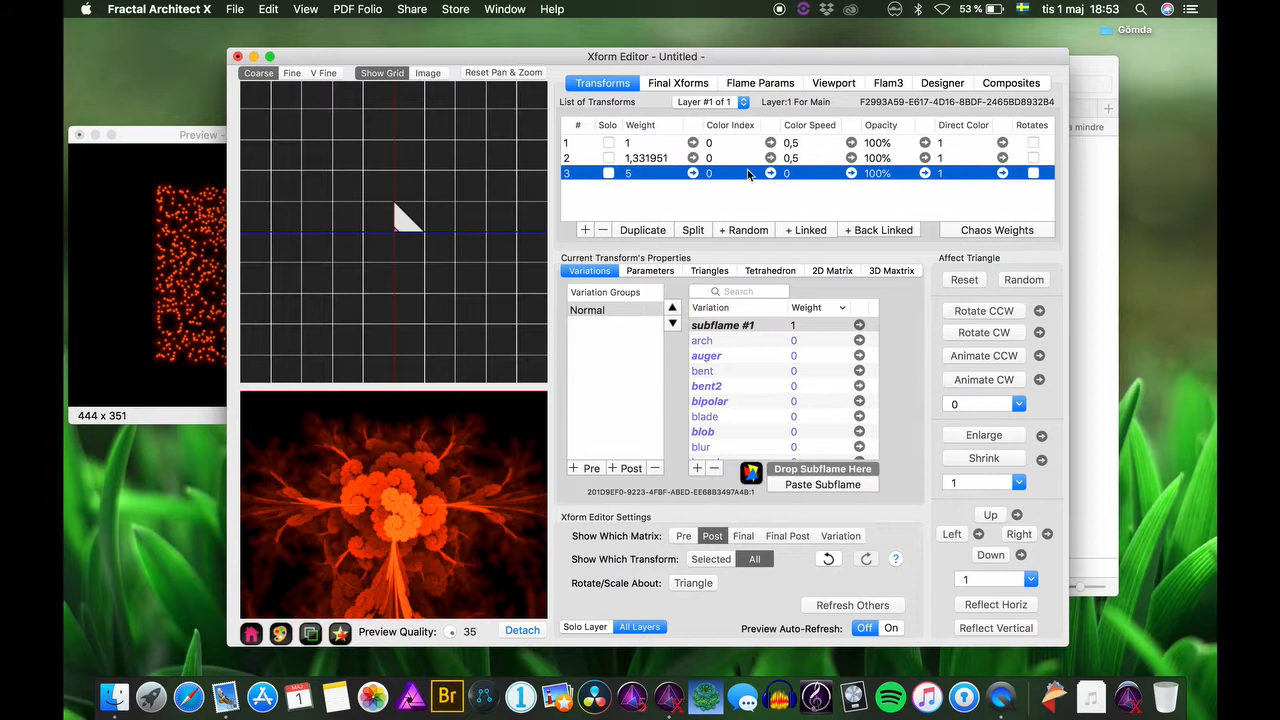 Fractal Architect X File Edit View PDF Folio Share Store Window Help 53 % tis 1 maj 18:53
Gömda
Xform Editor - Untitled -
Coarse Fine V Fine Show Grid Image Reset Pan & Zoom
Transforms Final Xforms Flame Params Viewport Flam3 Designer Composites
List of Transforms Layer #1 of 1 Layer:1 For Main F2993A59-E617-4D16-8BDF-2465BD8932B4
# Solo Weight Color Index Color Speed Opacity Direct Color Rotates
1 1 0 0,5 100% 1
2 1,331951 0 0,5 100% 1
3 5 0 0 100% 1
+ − Duplicate Split + Random + Linked + Back Linked Chaos Weights
Preview -
a mindre
444 x 351
Current Transform's Properties
Variations Parameters Triangles Tetrahedron 2D Matrix 3D Maxtrix
Variation Groups
Normal
Search
Variation Weight
subflame #1 1
arch 0
auger 0
bent 0
bent2 0
bipolar 0
blade 0
blob 0
blur 0
+ Pre + Post − + − Drop Subflame Here
Paste Subflame
201D9EF0-9223-4FBF-ABED-EE68B3497A4B:1
Affect Triangle
Reset Random
Rotate CCW
Rotate CW
Animate CCW
Animate CW
0
Enlarge
Shrink
1
Up
Left Right
Down
1
Reflect Horiz
Reflect Vertical
Xform Editor Settings
Show Which Matrix: Pre Post Final Final Post Variation
Show Which Transform: Selected All ?
Rotate/Scale About: Triangle
Refresh Others
Solo Layer All Layers Preview Auto-Refresh: Off On
Preview Quality: 35 Detach
MAJ
1
Br
1